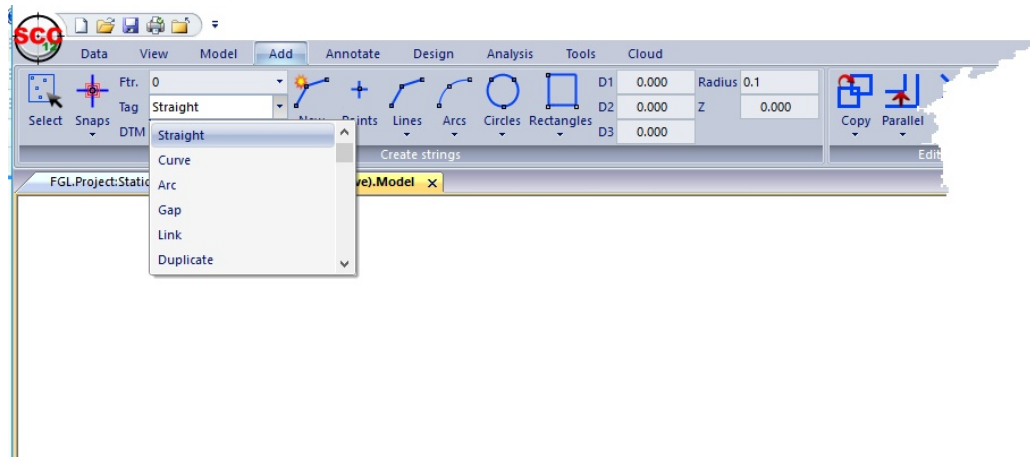 SCC
12
Data View Model Add Annotate Design Analysis Tools Cloud
Ftr. 0
Tag Straight
DTM
Select Snaps
Points Lines Arcs Circles Rectangles
D1 0.000 Radius 0.1
D2 0.000 Z 0.000
D3 0.000
Copy Parallel
Create strings
Straight
Curve
Arc
Gap
Link
Duplicate
FGL.Project:Static
ve).Model x